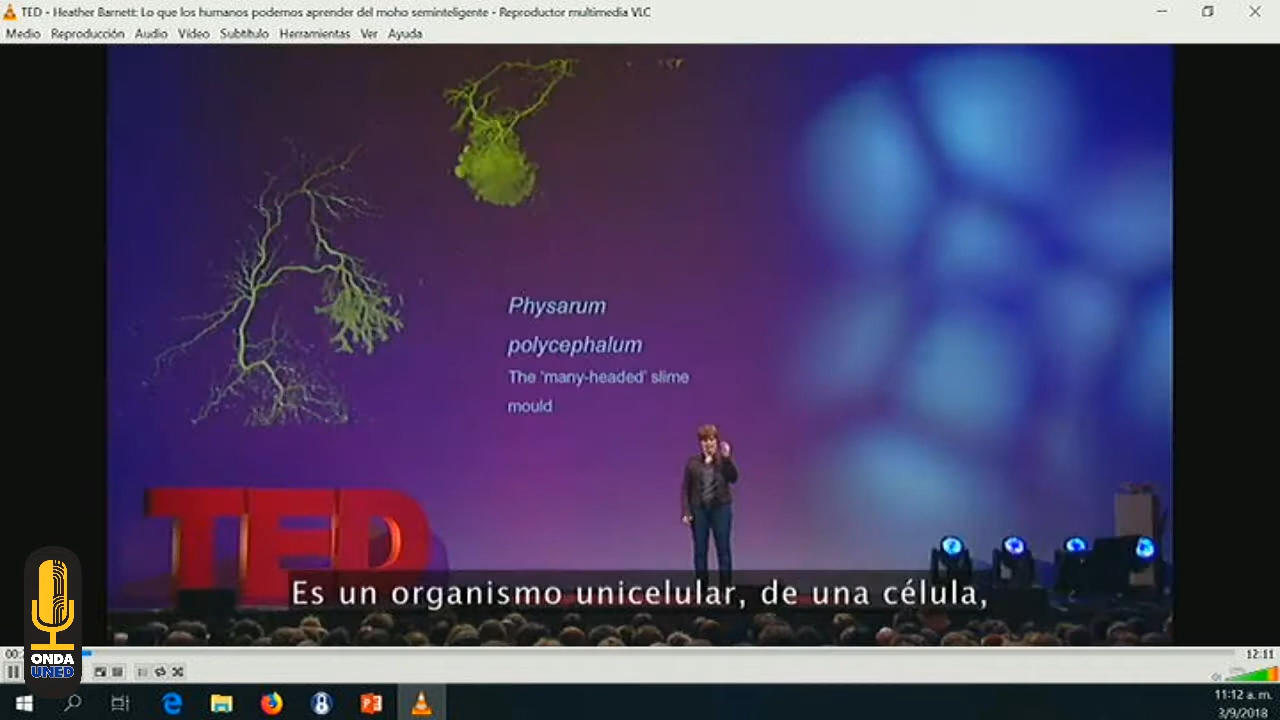 TED - Heather Barnett: Lo que los humanos podemos aprender del moho seminteligente - Reproductor multimedia VLC
Medio Reproducción Audio Vídeo Subtítulo Herramientas Ver Ayuda
Physarum
polycephalum
The 'many-headed' slime
mould
TED
Es un organismo unicelular, de una célula,
00:
12:11
ONDA
UNED
11:12 a. m.
3/9/2018